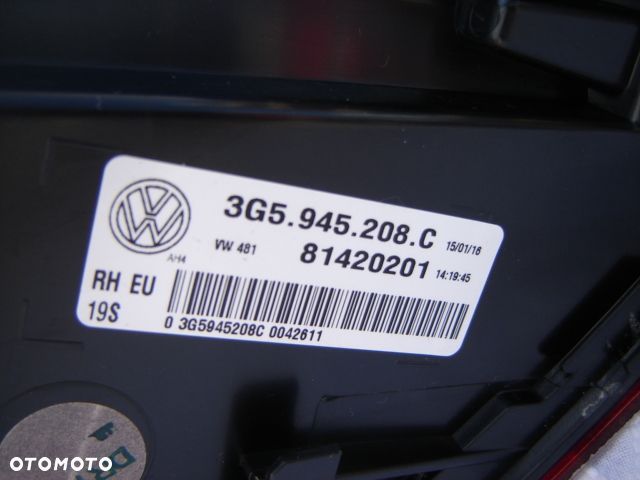 3G5.945.208.C 15/01/16
VW 481 81420201 14:19:45
AH4
RH EU
19S
0 3G5945208C 0042611
OTOMOTO